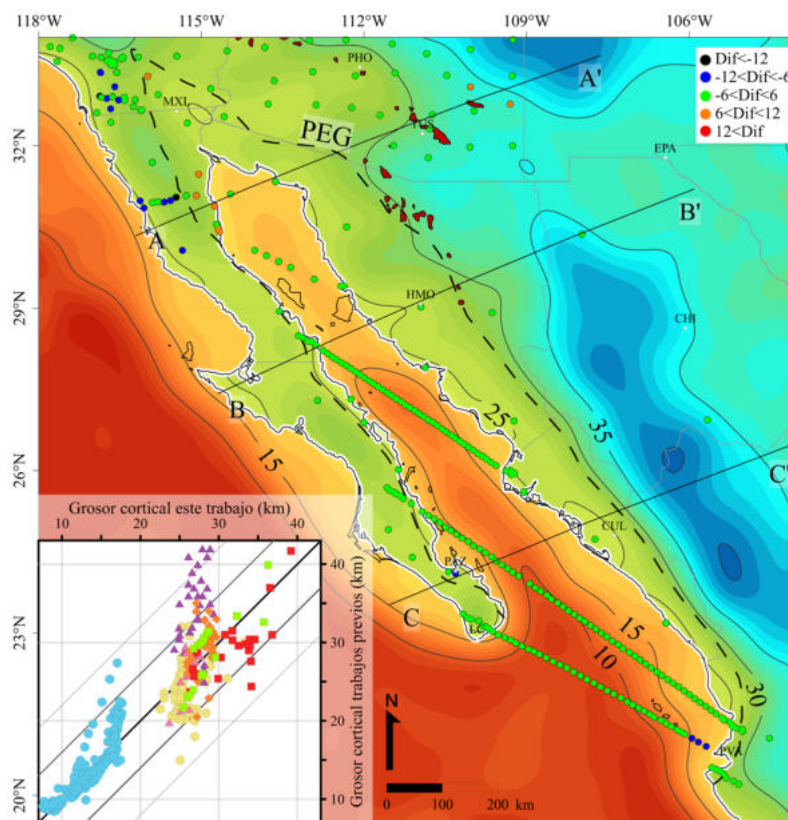 118°W 115°W 112°W 109°W 106°W
PHO
A'
Dif<-12
-12<Dif<-6
-6<Dif<6
6<Dif<12
12<Dif
MXL
PEG
32°N
EPA
A
B'
29°N
HMO
CHI
B
25
35
15
26°N
C'
CUL
C
23°N
15
10
30
PVA
20°N
N
0 100 200 km
Grosor cortical este trabajo (km)
10 20 30 40
Grosor cortical trabajos previos (km)
40
30
20
10